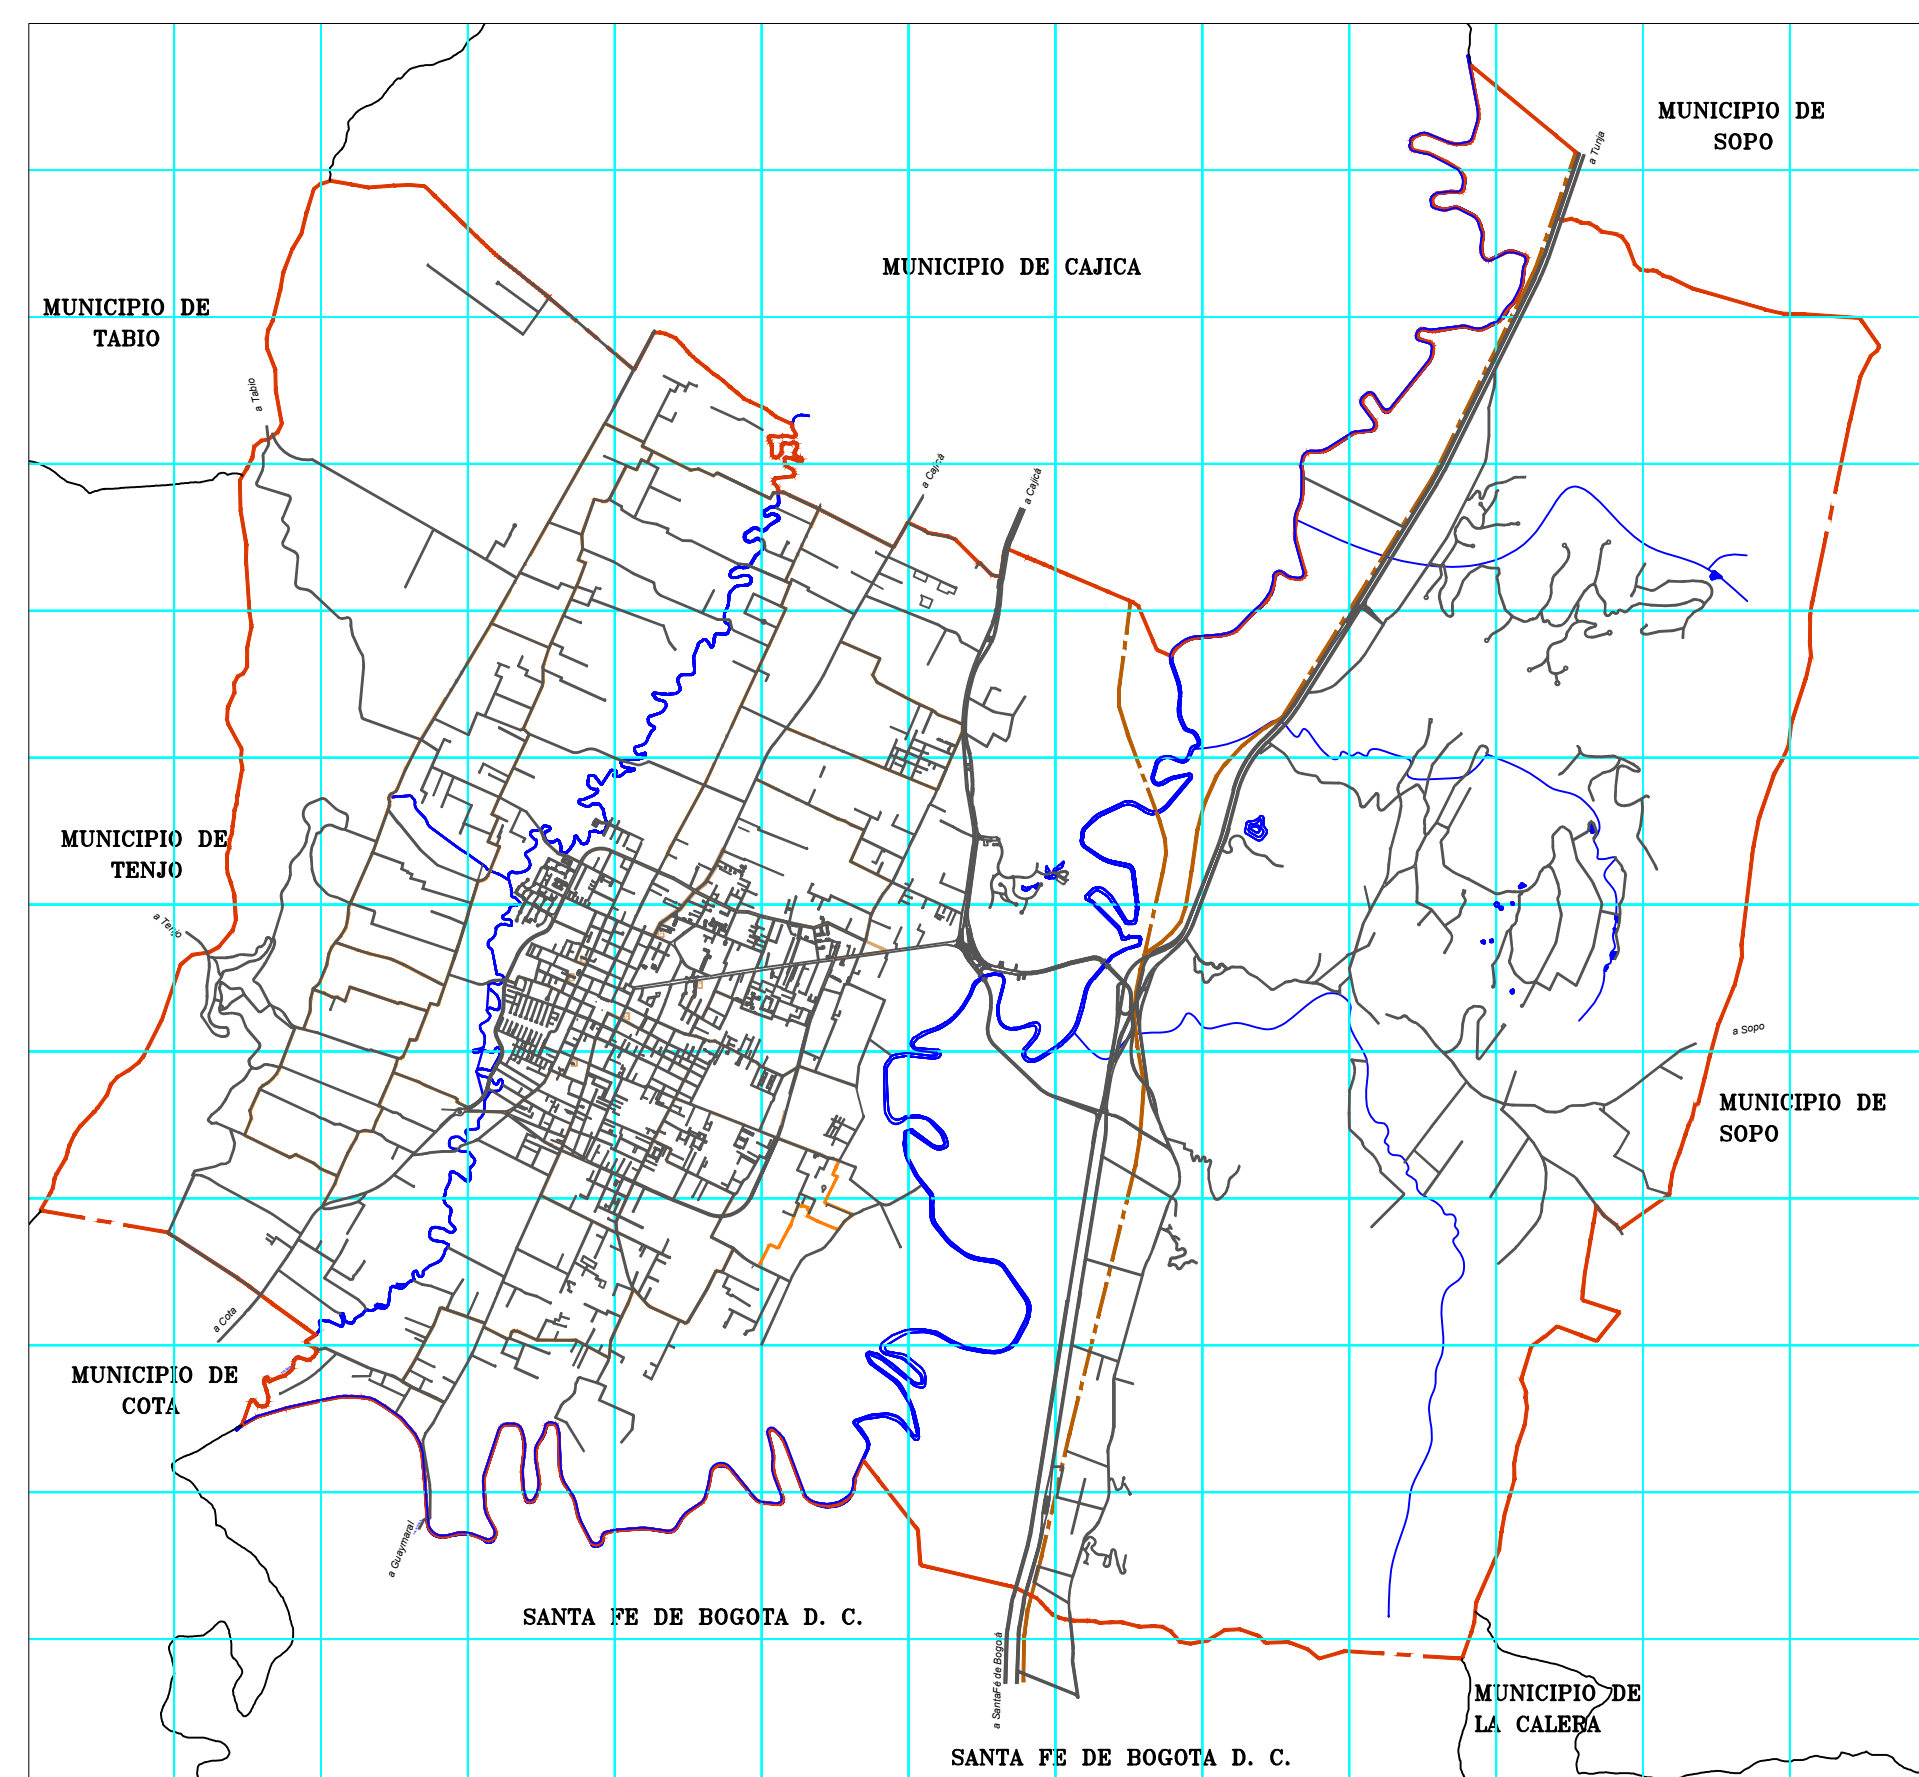 MUNICIPIO DE
SOPO
a Tunja
MUNICIPIO DE CAJICA
MUNICIPIO DE
TABIO
a Tabio
a Cajicá
a Cajicá
MUNICIPIO DE
TENJO
a Tenjo
a Sopo
MUNICIPIO DE
SOPO
a Cota
MUNICIPIO DE
COTA
a Guaymaral
SANTA FE DE BOGOTA D. C.
a SantaFé de Bogotá
MUNICIPIO DE
LA CALERA
SANTA FE DE BOGOTA D. C.